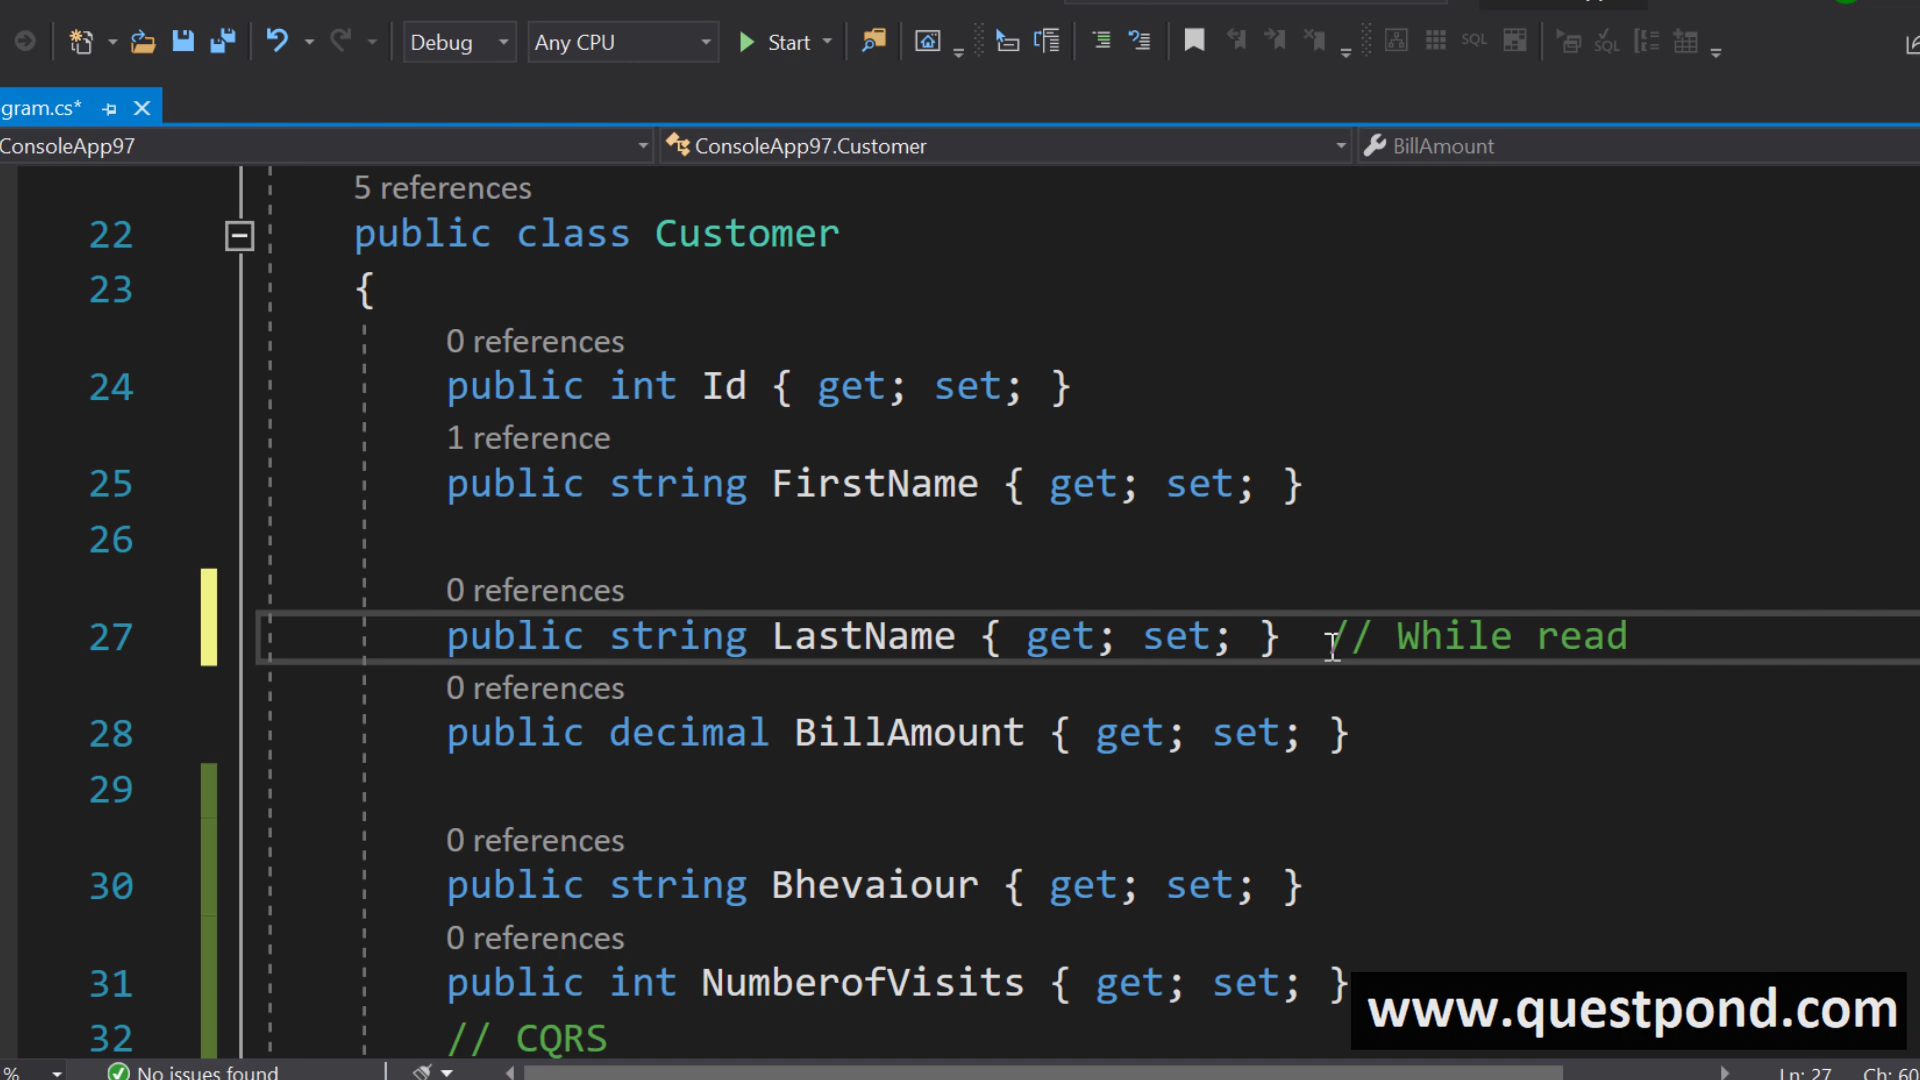 Debug Any CPU Start
gram.cs*
ConsoleApp97 ConsoleApp97.Customer BillAmount
5 references
22 public class Customer
23 {
0 references
24 public int Id { get; set; }
1 reference
25 public string FirstName { get; set; }
26
0 references
27 public string LastName { get; set; } // While read
0 references
28 public decimal BillAmount { get; set; }
29
0 references
30 public string Bhevaiour { get; set; }
0 references
31 public int NumberofVisits { get; set; }
32 // CQRS
www.questpond.com
% No issues found Ln: 27 Ch: 60